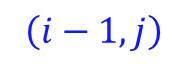 (i − 1, j)